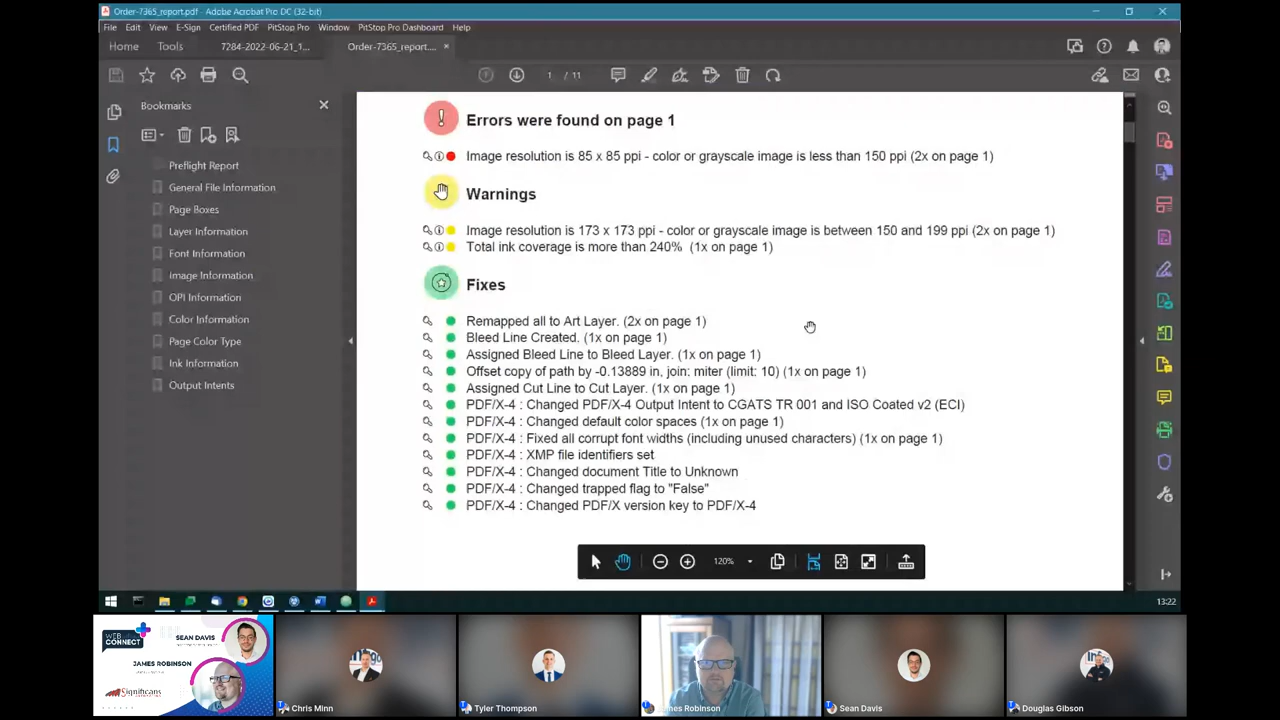 Order-7365_report.pdf - Adobe Acrobat Pro DC (32-bit)
File Edit View E-Sign Certified PDF PitStop Pro Window PitStop Pro Dashboard Help
Home Tools 7284-2022-06-21_1... Order-7365_report.... ×
1 / 11
Bookmarks
Preflight Report
General File Information
Page Boxes
Layer Information
Font Information
Image Information
OPI Information
Color Information
Page Color Type
Ink Information
Output Intents
Errors were found on page 1
Image resolution is 85 x 85 ppi - color or grayscale image is less than 150 ppi (2x on page 1)
Warnings
Image resolution is 173 x 173 ppi - color or grayscale image is between 150 and 199 ppi (2x on page 1)
Total ink coverage is more than 240% (1x on page 1)
Fixes
Remapped all to Art Layer. (2x on page 1)
Bleed Line Created. (1x on page 1)
Assigned Bleed Line to Bleed Layer. (1x on page 1)
Offset copy of path by -0.13889 in, join: miter (limit: 10) (1x on page 1)
Assigned Cut Line to Cut Layer. (1x on page 1)
PDF/X-4 : Changed PDF/X-4 Output Intent to CGATS TR 001 and ISO Coated v2 (ECI)
PDF/X-4 : Changed default color spaces (1x on page 1)
PDF/X-4 : Fixed all corrupt font widths (including unused characters) (1x on page 1)
PDF/X-4 : XMP file identifiers set
PDF/X-4 : Changed document Title to Unknown
PDF/X-4 : Changed trapped flag to "False"
PDF/X-4 : Changed PDF/X version key to PDF/X-4
120%
13:22
WEB
CONNECT
SEAN DAVIS
JAMES ROBINSON
Significans
Chris Minn
Tyler Thompson
James Robinson
Sean Davis
Douglas Gibson